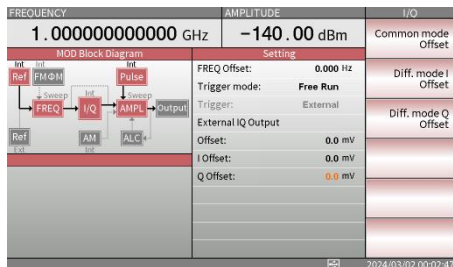 FREQUENCY
AMPLITUDE
I/O
1.000000000000 GHz
-140.00 dBm
Common mode
Offset
MOD Block Diagram
Setting
Int
Int
Int
Ref
FMΦM
Pulse
Sweep
Int
Sweep
FREQ
I/Q
AMPL
Output
Ref
AM
ALC
Ext
Int
FREQ Offset: 0.000 Hz
Trigger mode: Free Run
Trigger: External
External IQ Output
Offset: 0.0 mV
I Offset: 0.0 mV
Q Offset: 0.0 mV
Diff. mode I
Offset
Diff. mode Q
Offset
2024/03/02 00:02:47